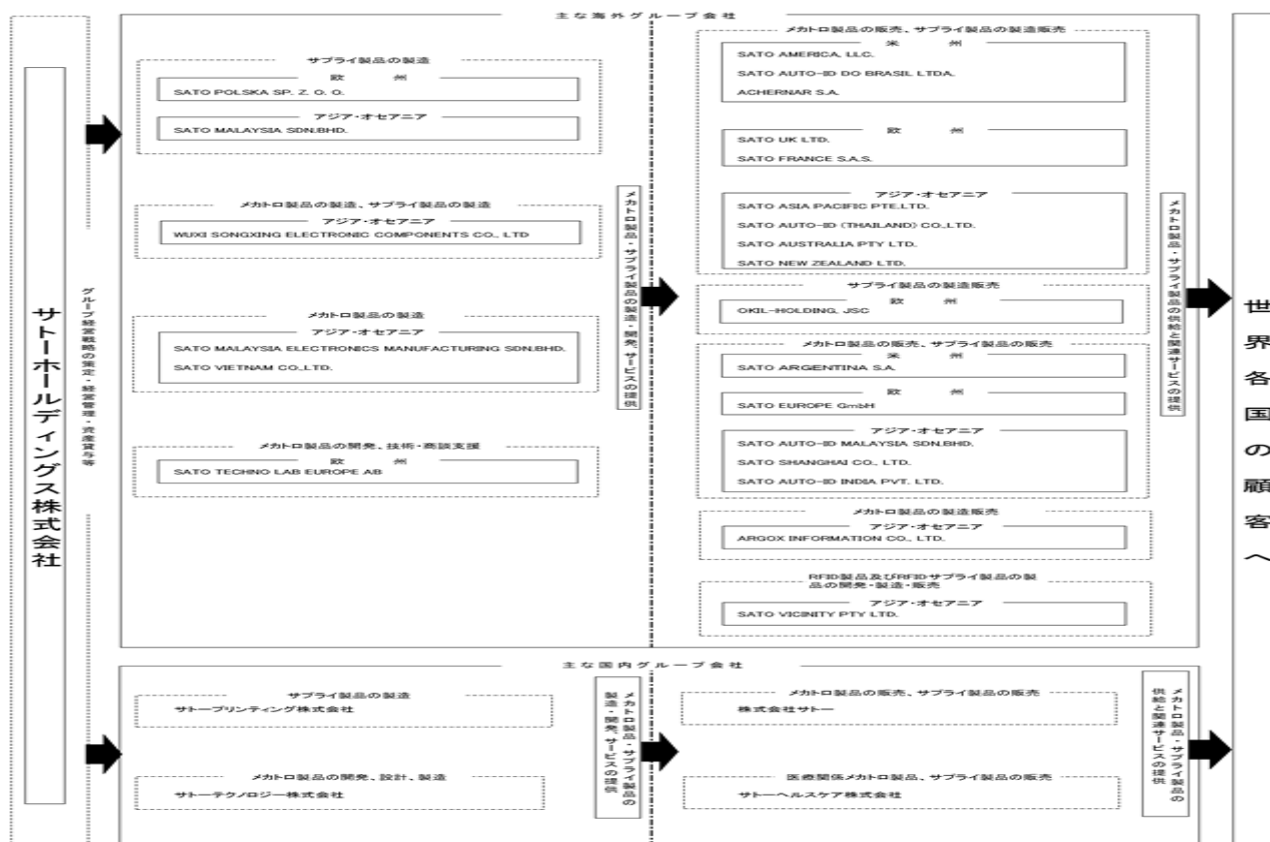 サトーホールディングス株式会社
グループ経営戦略の策定・経営管理・資産貸与等
主な海外グループ会社
サプライ製品の製造
欧 州
SATO POLSKA SP. Z. O. O.
アジア・オセアニア
SATO MALAYSIA SDN.BHD.
メカトロ製品の製造、サプライ製品の製造
アジア・オセアニア
WUXI SONGXING ELECTRONIC COMPONENTS CO., LTD
メカトロ製品の製造
アジア・オセアニア
SATO MALAYSIA ELECTRONICS MANUFACTURING SDN.BHD.
SATO VIETNAM CO.,LTD.
メカトロ製品の開発、技術・商談支援
欧 州
SATO TECHNO LAB EUROPE AB
メカトロ製品・サプライ製品の製造・開発、サービスの提供
メカトロ製品の販売、サプライ製品の製造販売
米 州
SATO AMERICA, LLC.
SATO AUTO-ID DO BRASIL LTDA.
ACHERNAR S.A.
欧 州
SATO UK LTD.
SATO FRANCE S.A.S.
アジア・オセアニア
SATO ASIA PACIFIC PTE.LTD.
SATO AUTO-ID (THAILAND) CO.,LTD.
SATO AUSTRALIA PTY LTD.
SATO NEW ZEALAND LTD.
サプライ製品の製造販売
欧 州
OKIL-HOLDING, JSC
メカトロ製品の販売、サプライ製品の販売
米 州
SATO ARGENTINA S.A.
欧 州
SATO EUROPE GmbH
アジア・オセアニア
SATO AUTO-ID MALAYSIA SDN.BHD.
SATO SHANGHAI CO., LTD.
SATO AUTO-ID INDIA PVT. LTD.
メカトロ製品の製造販売
アジア・オセアニア
ARGOX INFORMATION CO., LTD.
RFID製品及びRFIDサプライ製品の製
品の開発・製造・販売
アジア・オセアニア
SATO VICINITY PTY LTD.
メカトロ製品・サプライ製品の供給と関連サービスの提供
世界各国の顧客へ
主な国内グループ会社
サプライ製品の製造
サトープリンティング株式会社
メカトロ製品の開発、設計、製造
サトーテクノロジー株式会社
メカトロ製品・サプライ製品の
製造・開発、サービスの提供
メカトロ製品の販売、サプライ製品の販売
株式会社サトー
医療関係メカトロ製品、サプライ製品の販売
サトーヘルスケア株式会社
メカトロ製品・サプライ製品の
供給と関連サービスの提供